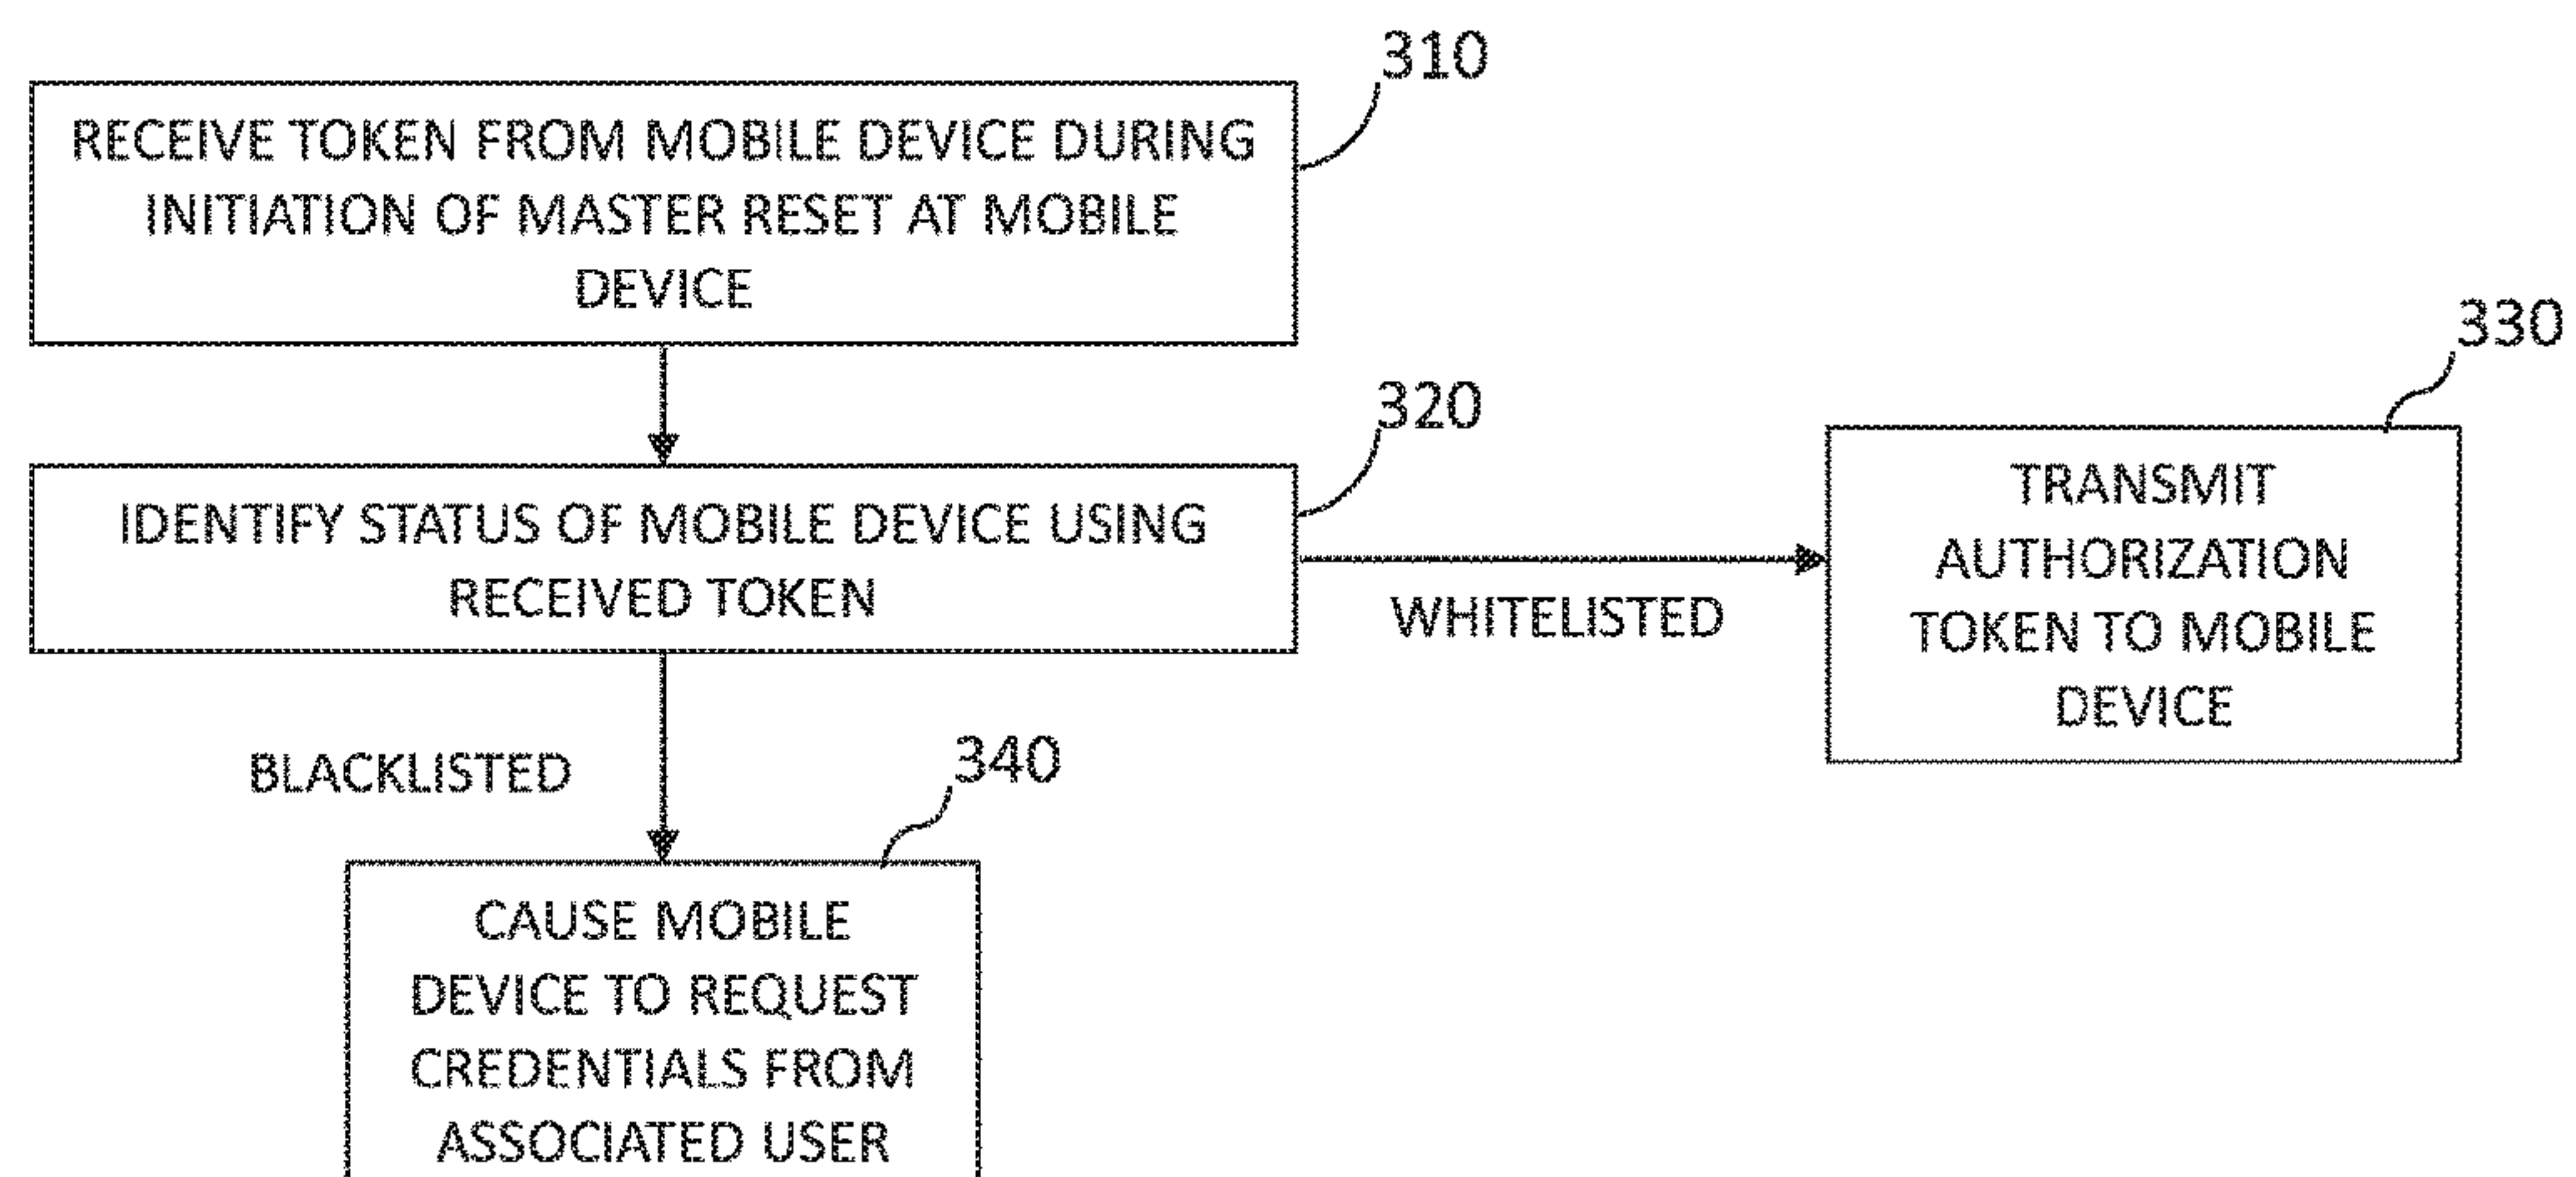 310
RECEIVE TOKEN FROM MOBILE DEVICE DURING
INITIATION OF MASTER RESET AT MOBILE
DEVICE
320
IDENTIFY STATUS OF MOBILE DEVICE USING
RECEIVED TOKEN
WHITELISTED
330
TRANSMIT
AUTHORIZATION
TOKEN TO MOBILE
DEVICE
BLACKLISTED
340
CAUSE MOBILE
DEVICE TO REQUEST
CREDENTIALS FROM
ASSOCIATED USER